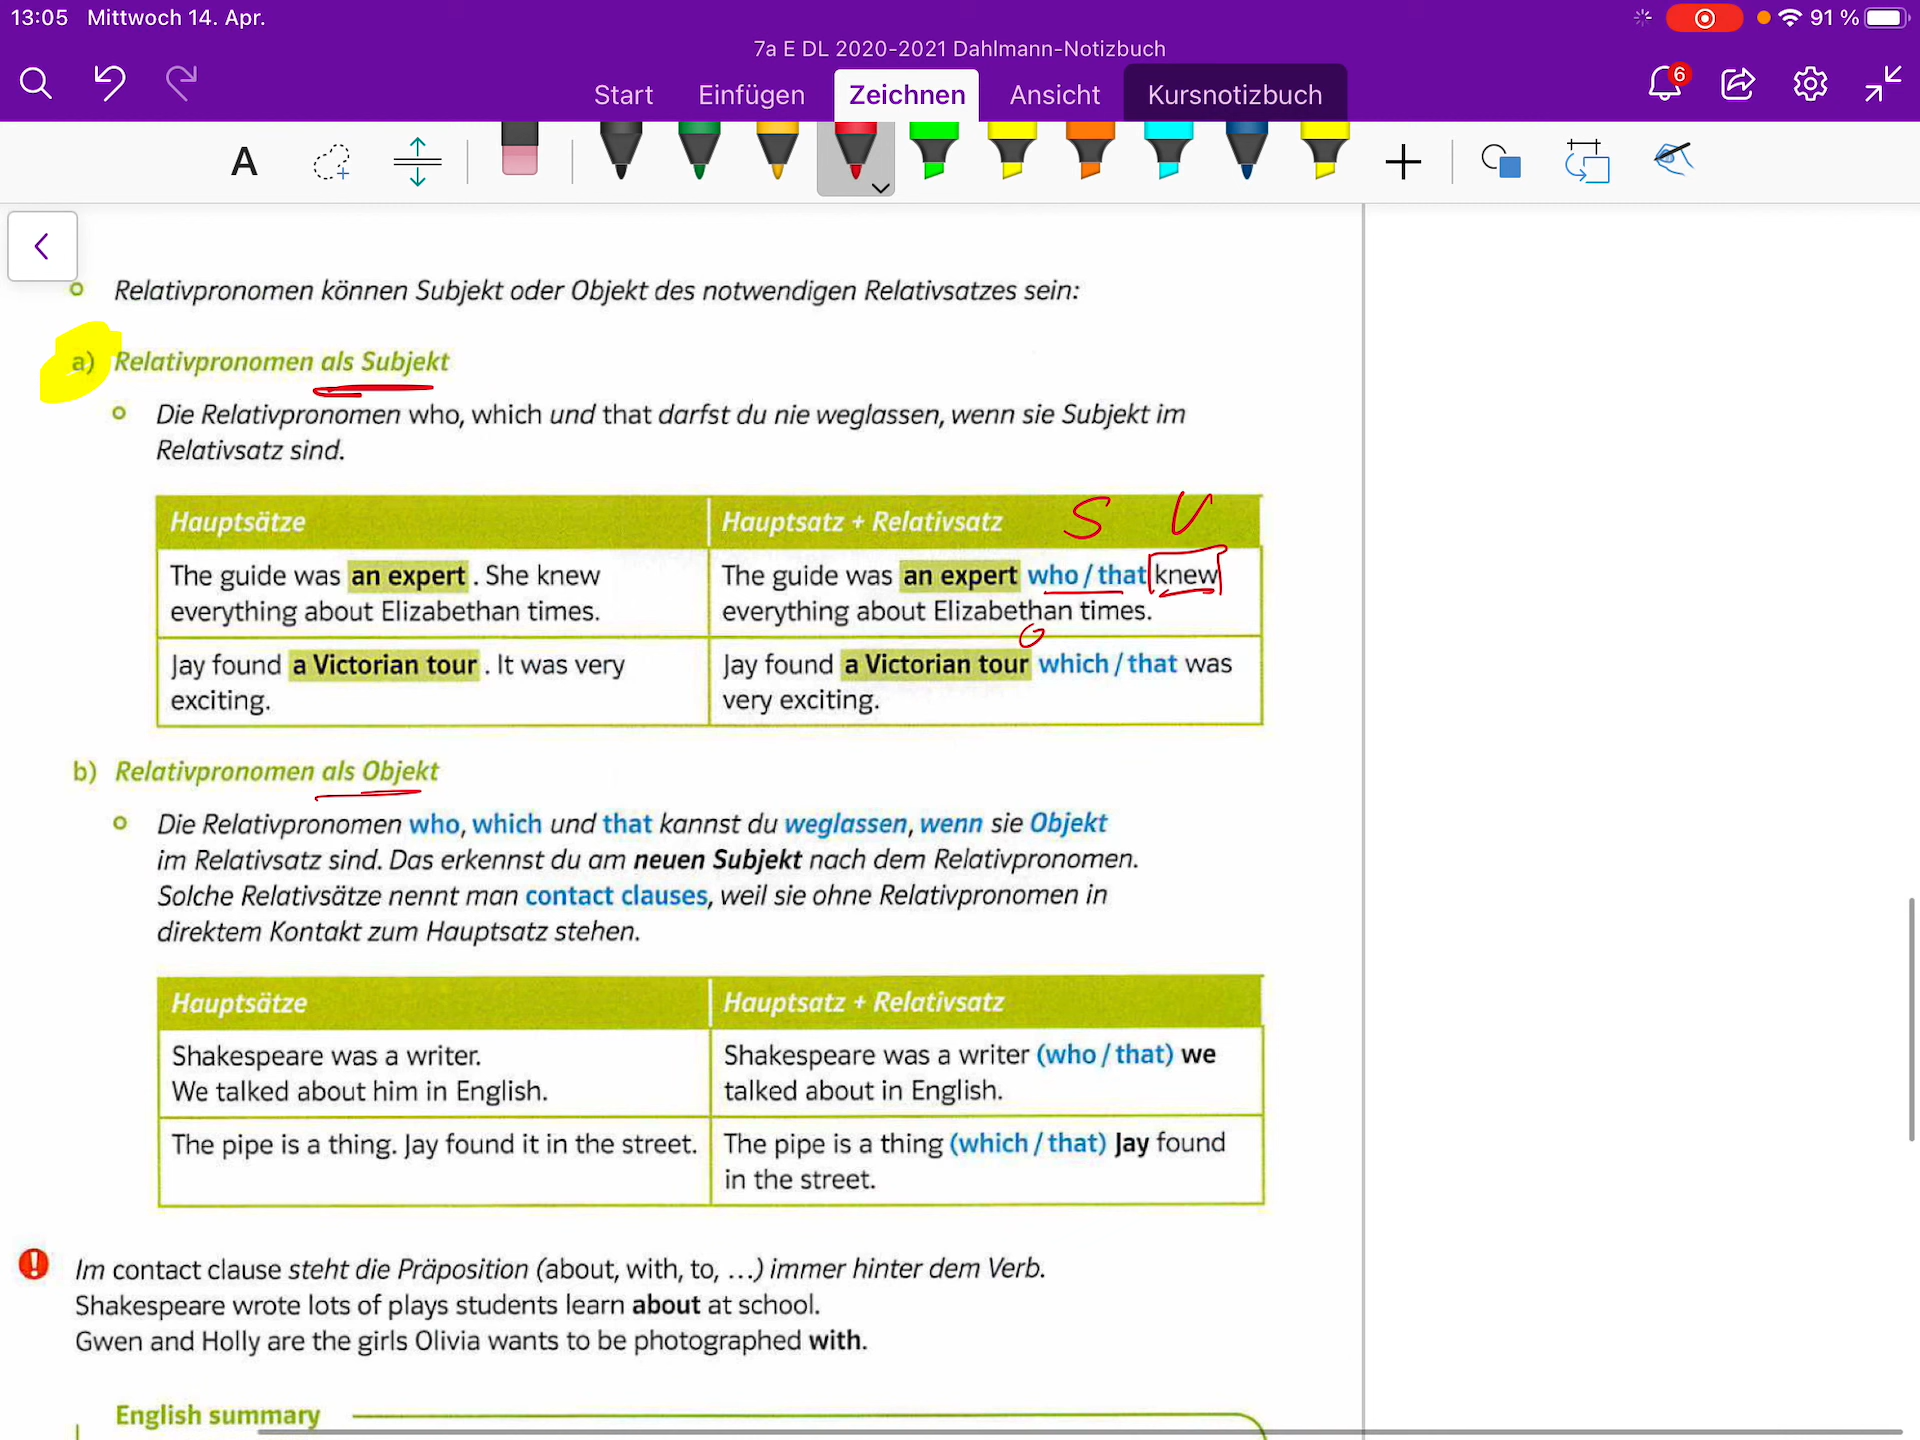 13:05 Mittwoch 14. Apr.
91 %
7a E DL 2020-2021 Dahlmann-Notizbuch
6
Start Einfügen Zeichnen Ansicht Kursnotizbuch
A
Relativpronomen können Subjekt oder Objekt des notwendigen Relativsatzes sein:
a) Relativpronomen als Subjekt
Die Relativpronomen who, which und that darfst du nie weglassen, wenn sie Subjekt im
Relativsatz sind.
Hauptsätze
Hauptsatz + Relativsatz S V
The guide was an expert . She knew
everything about Elizabethan times.
The guide was an expert who / that knew
everything about Elizabethan times.
Jay found a Victorian tour . It was very
exciting.
Jay found a Victorian tour which / that was
very exciting.
b) Relativpronomen als Objekt
Die Relativpronomen who, which und that kannst du weglassen, wenn sie Objekt
im Relativsatz sind. Das erkennst du am neuen Subjekt nach dem Relativpronomen.
Solche Relativsätze nennt man contact clauses, weil sie ohne Relativpronomen in
direktem Kontakt zum Hauptsatz stehen.
Hauptsätze
Hauptsatz + Relativsatz
Shakespeare was a writer.
We talked about him in English.
Shakespeare was a writer (who / that) we
talked about in English.
The pipe is a thing. Jay found it in the street.
The pipe is a thing (which / that) Jay found
in the street.
! Im contact clause steht die Präposition (about, with, to, …) immer hinter dem Verb.
Shakespeare wrote lots of plays students learn about at school.
Gwen and Holly are the girls Olivia wants to be photographed with.
English summary